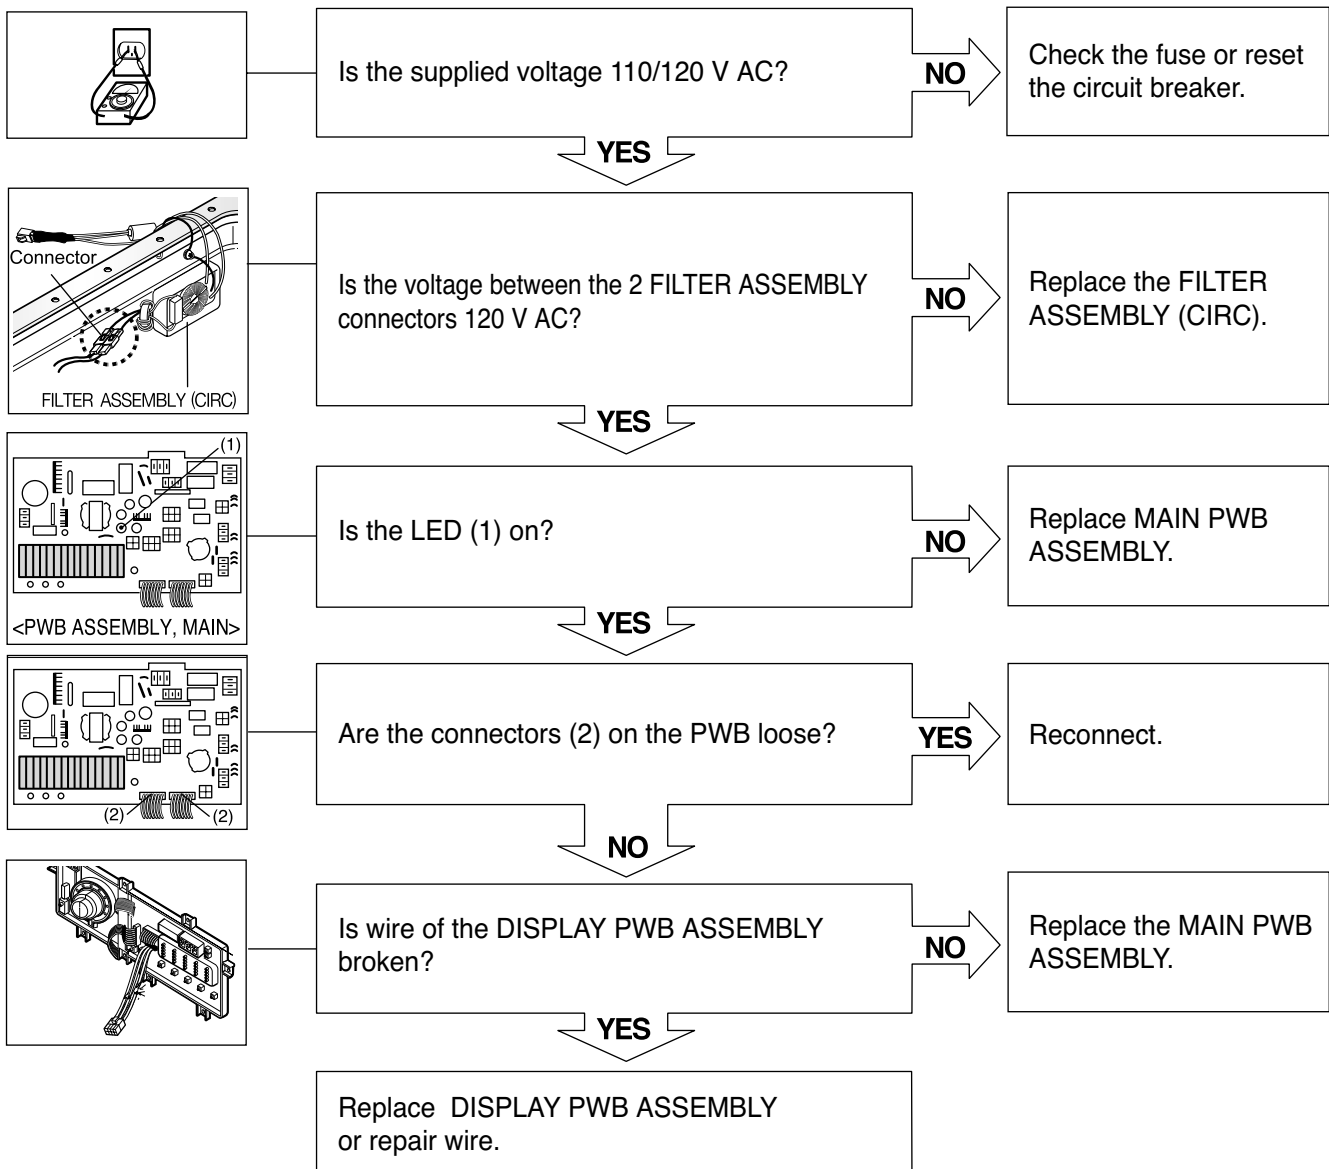 Is the supplied voltage 110/120 V AC?
NO
Check the fuse or reset
the circuit breaker.
YES
Connector
FILTER ASSEMBLY (CIRC)
Is the voltage between the 2 FILTER ASSEMBLY
connectors 120 V AC?
NO
Replace the FILTER
ASSEMBLY (CIRC).
YES
(1)
<PWB ASSEMBLY, MAIN>
Is the LED (1) on?
NO
Replace MAIN PWB
ASSEMBLY.
YES
(2)
(2)
Are the connectors (2) on the PWB loose?
YES
Reconnect.
NO
Is wire of the DISPLAY PWB ASSEMBLY
broken?
NO
Replace the MAIN PWB
ASSEMBLY.
YES
Replace DISPLAY PWB ASSEMBLY
or repair wire.